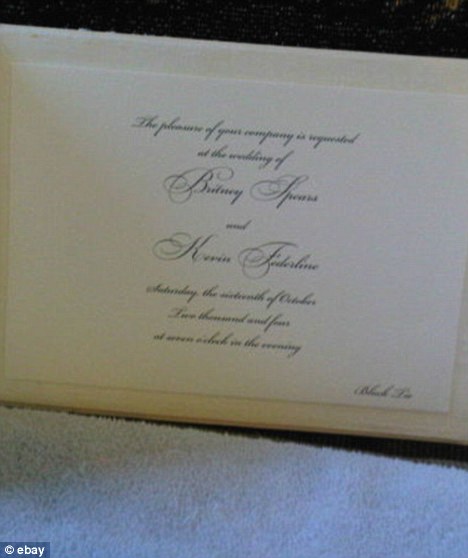 The pleasure of your company is requested
at the wedding of
Britney Spears
and
Kevin Federline
Saturday, the sixteenth of October
Two thousand and four
at seven o'clock in the evening
Black Tie
© ebay